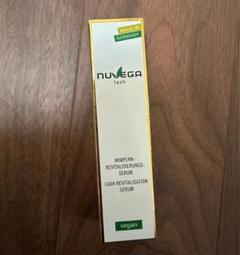 MADE IN
GERMANY
NUVEGA
lash
WIMPERN-
REVITALISIERUNGS-
SERUM
LASH REVITALISATION
SERUM
vegan